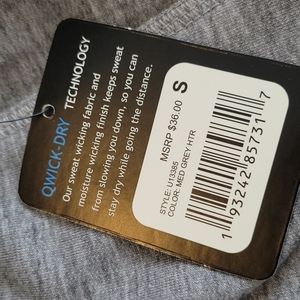 QWICK-DRY TECHNOLOGY
Our sweat wicking fabric and
moisture wicking finish keeps sweat
from slowing you down, so you can
stay dry while going the distance.
S
MSRP $36.00
STYLE: U13385
COLOR: MED GREY HTR
1 93242 85731 7